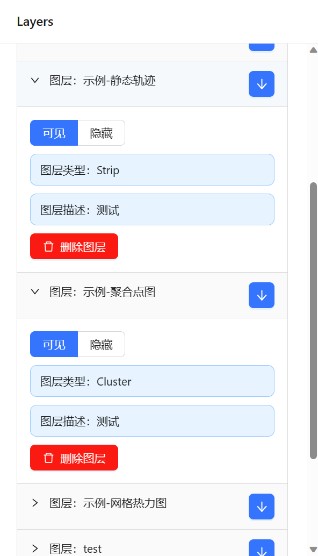 Layers
图层：示例-静态轨迹
可见 隐藏
图层类型：Strip
图层描述：测试
删除图层
图层：示例-聚合点图
可见 隐藏
图层类型：Cluster
图层描述：测试
删除图层
图层：示例-网格热力图
图层：test